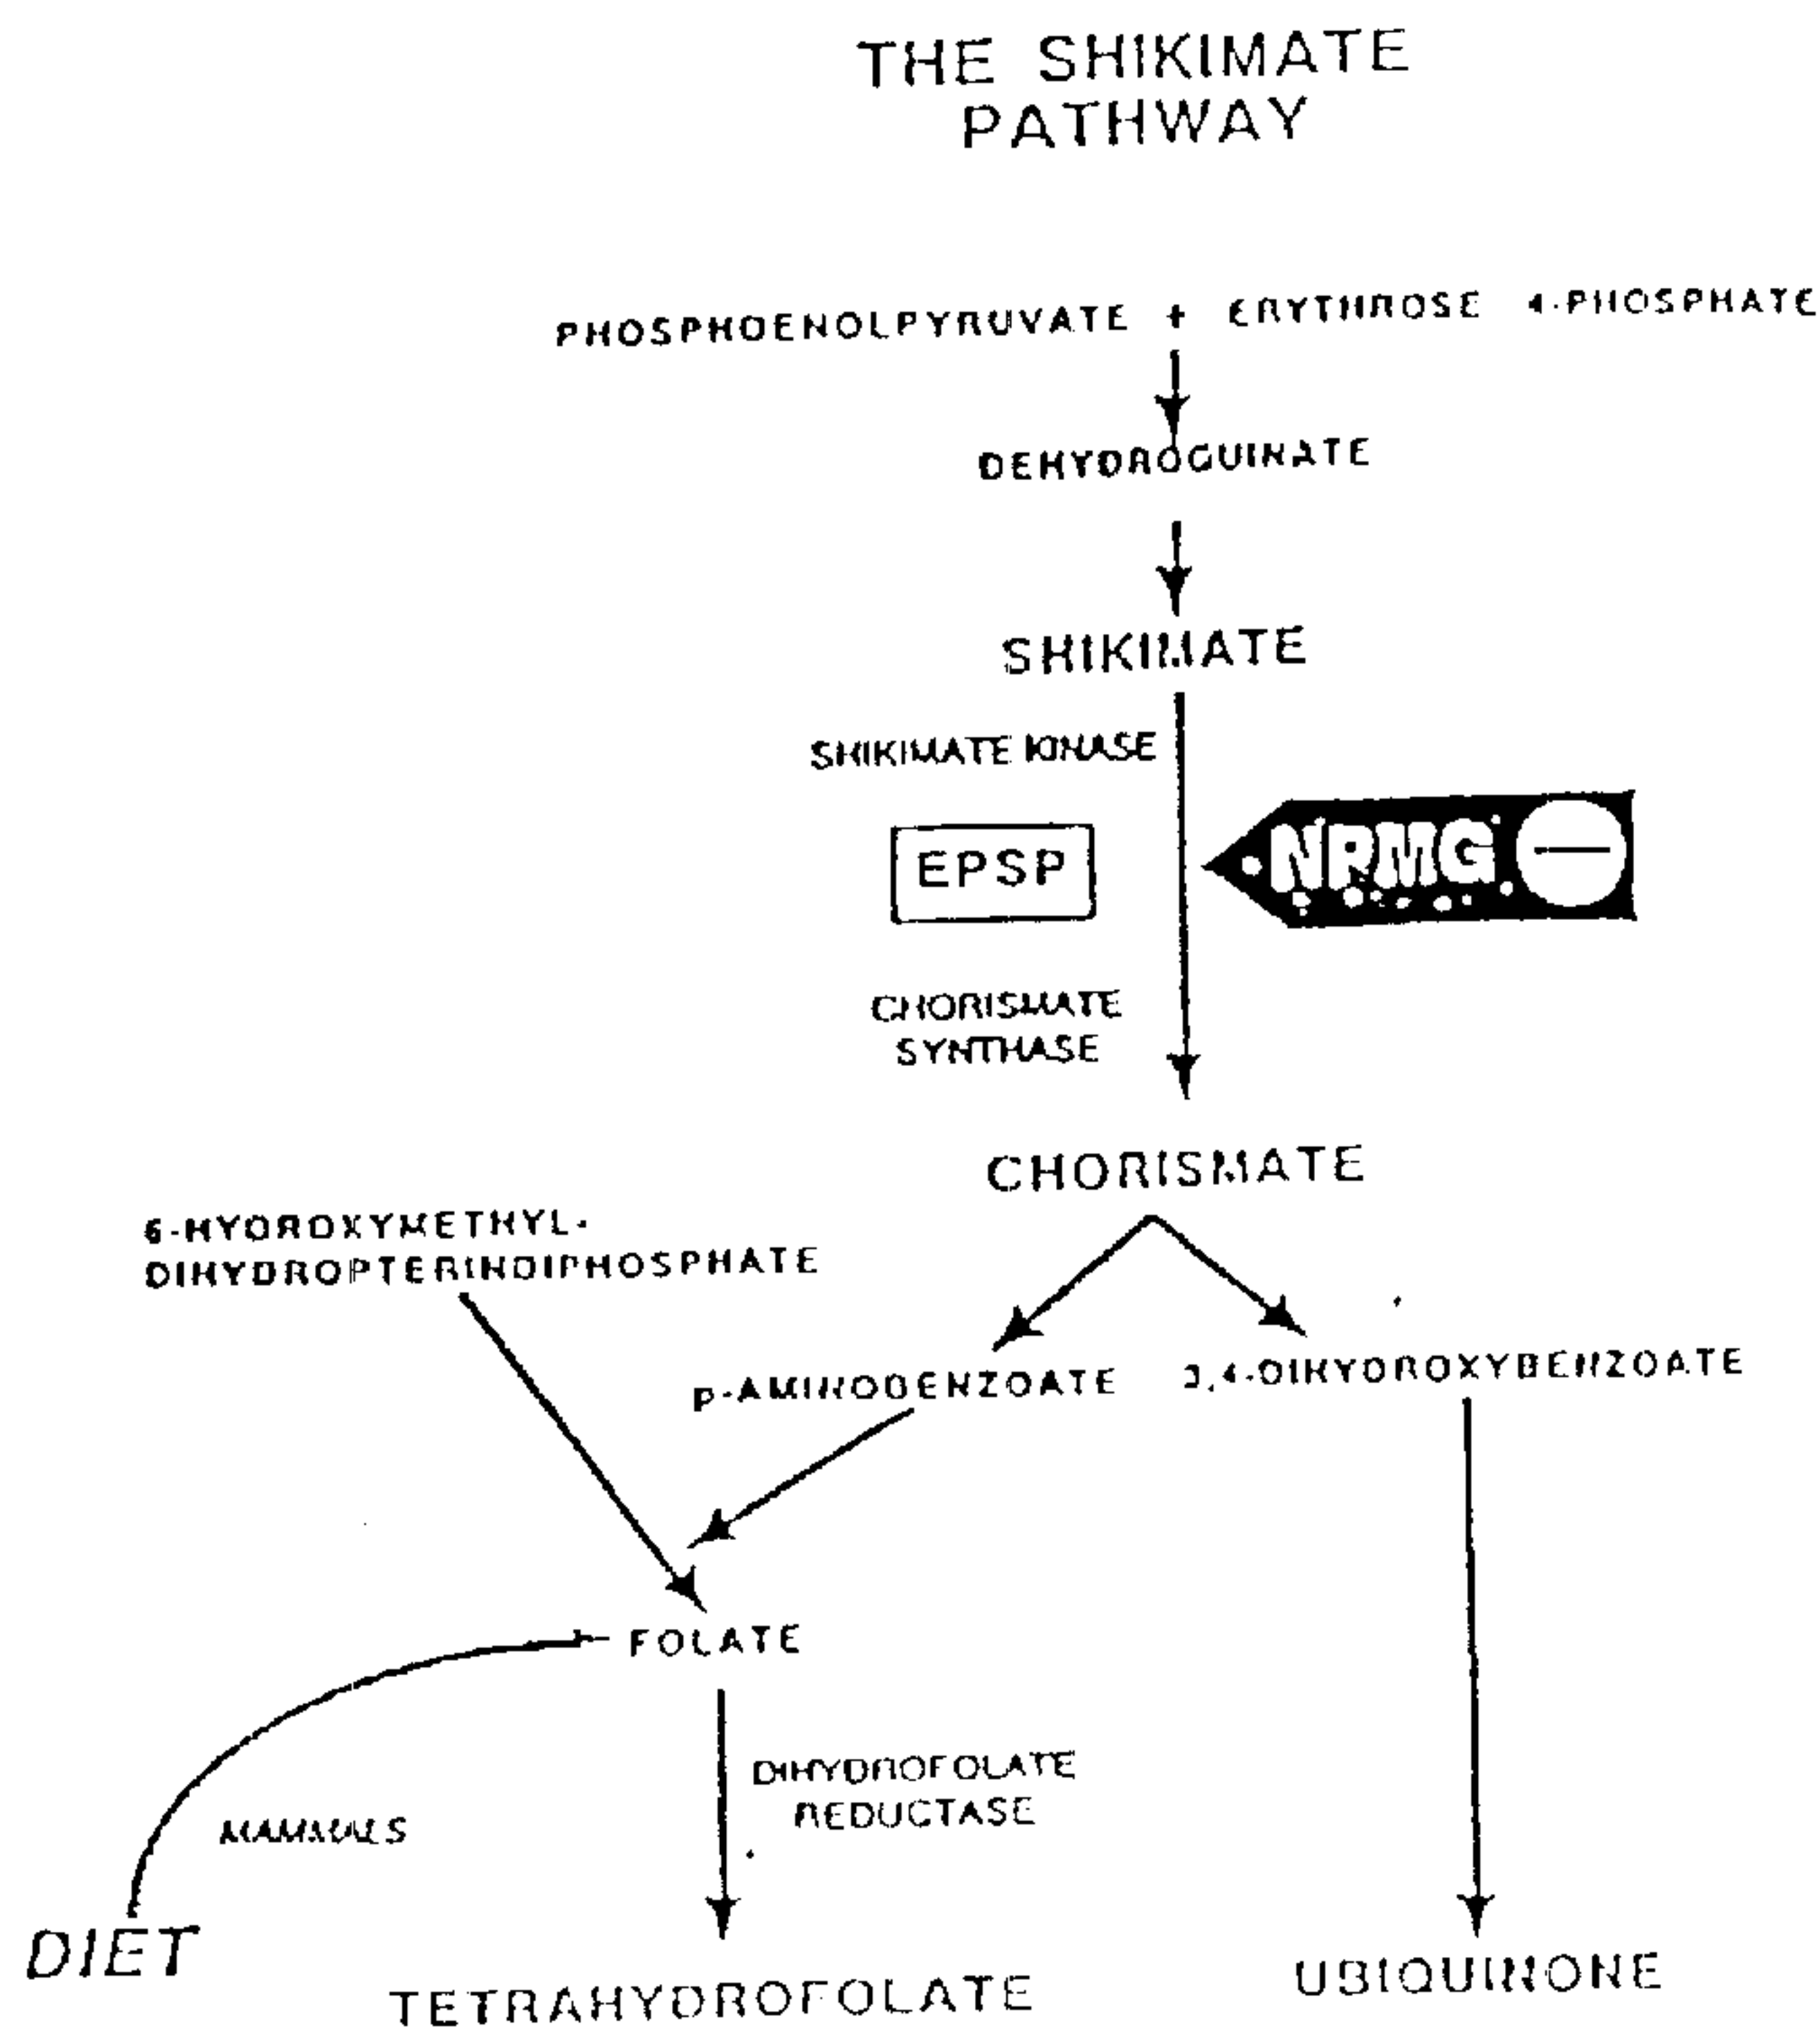 THE SHIKIMATE
PATHWAY
PHOSPHOENOLPYRUVATE + ERYTHROSE 4-PHOSPHATE
DEHYDROQUINATE
SHIKIMATE
SHIKIMATE KINASE
EPSP
NPMG
CHORISMATE
SYNTHASE
CHORISMATE
6-HYDROXYMETHYL-
DIHYDROPTERINDIPHOSPHATE
p-AMINOBENZOATE
3,4-DIHYDROXYBENZOATE
FOLATE
DIHYDROFOLATE
REDUCTASE
MAMMALS
DIET
TETRAHYDROFOLATE
UBIQUINONE